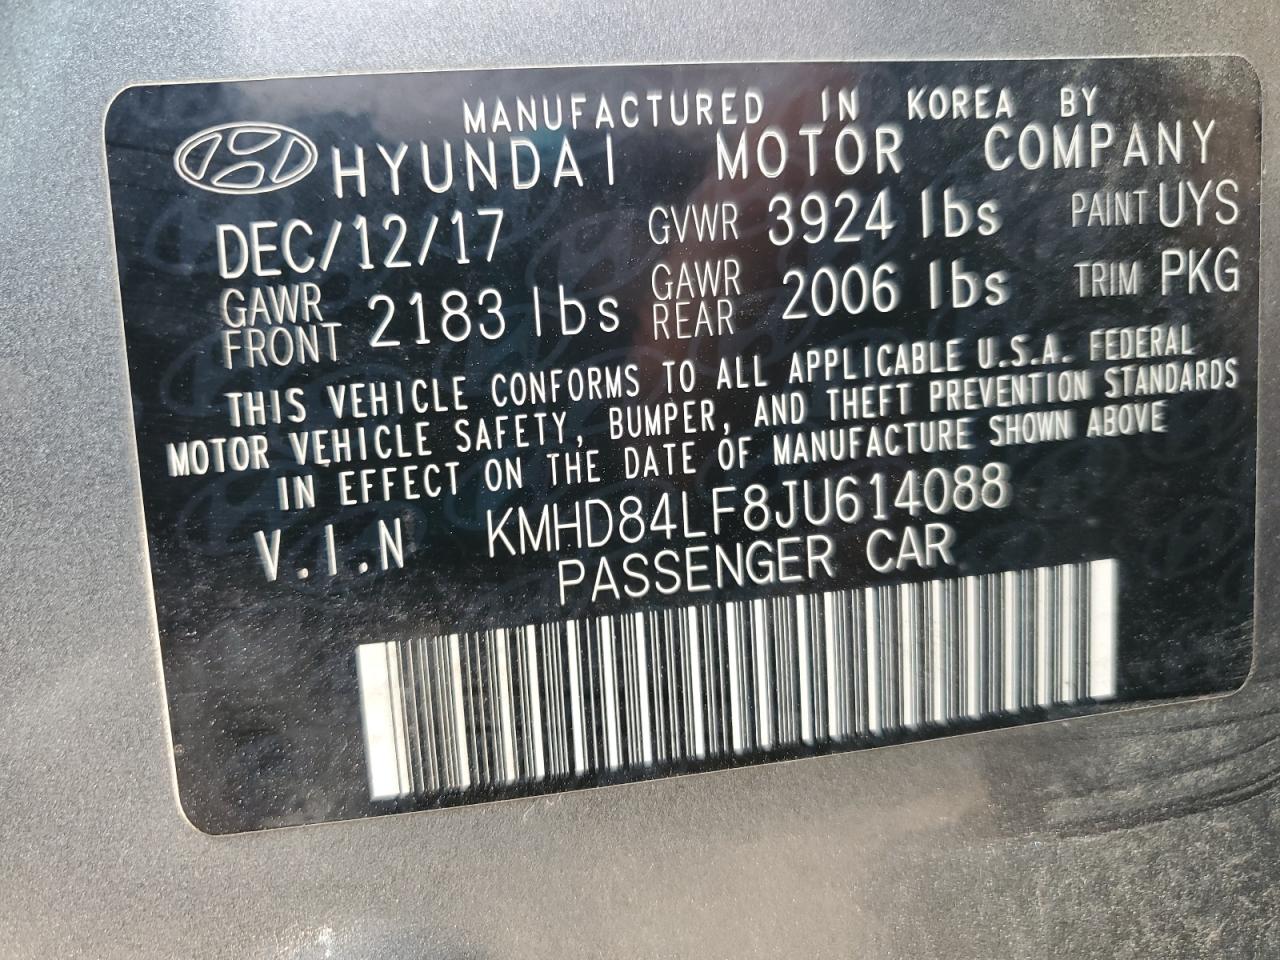 MANUFACTURED IN KOREA BY
HYUNDAI MOTOR COMPANY
DEC/12/17 GVWR 3924 lbs PAINT UYS
GAWR FRONT 2183 lbs GAWR REAR 2006 lbs TRIM PKG
THIS VEHICLE CONFORMS TO ALL APPLICABLE U.S.A. FEDERAL
MOTOR VEHICLE SAFETY, BUMPER, AND THEFT PREVENTION STANDARDS
IN EFFECT ON THE DATE OF MANUFACTURE SHOWN ABOVE
V.I.N KMHD84LF8JU614088
PASSENGER CAR